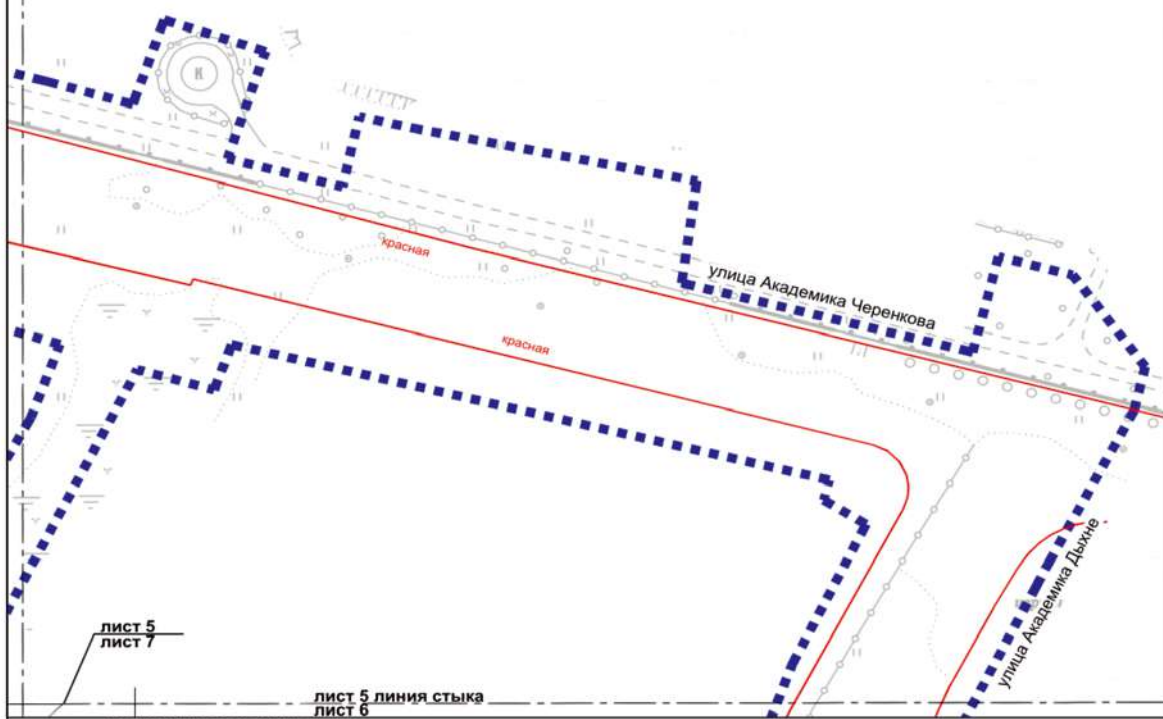 К
красная
улица Академика Черенкова
красная
улица Академика Дыхне
лист 5
лист 7
лист 5 линия стыка
лист 6